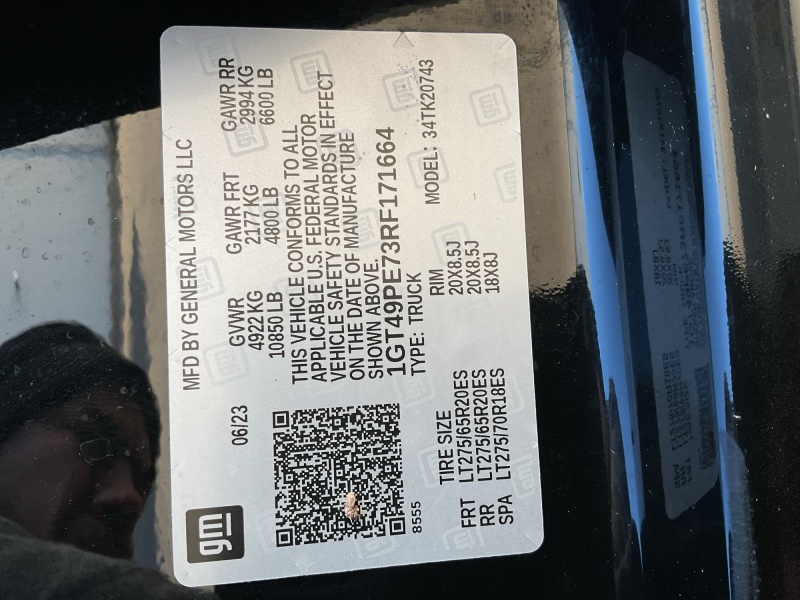 gm
06/23
MFD BY GENERAL MOTORS LLC
GVWR GAWR FRT GAWR RR
4922 KG 2177 KG 2994 KG
10850 LB 4800 LB 6600 LB
THIS VEHICLE CONFORMS TO ALL
APPLICABLE U.S. FEDERAL MOTOR
VEHICLE SAFETY STANDARDS IN EFFECT
ON THE DATE OF MANUFACTURE
SHOWN ABOVE.
1GT49PE73RF171664
TYPE: TRUCK MODEL: 34TK20743
8555
TIRE SIZE RIM
FRT LT275/65R20ES 20X8.5J
RR LT275/65R20ES 20X8.5J
SPA LT275/70R18ES 18X8J